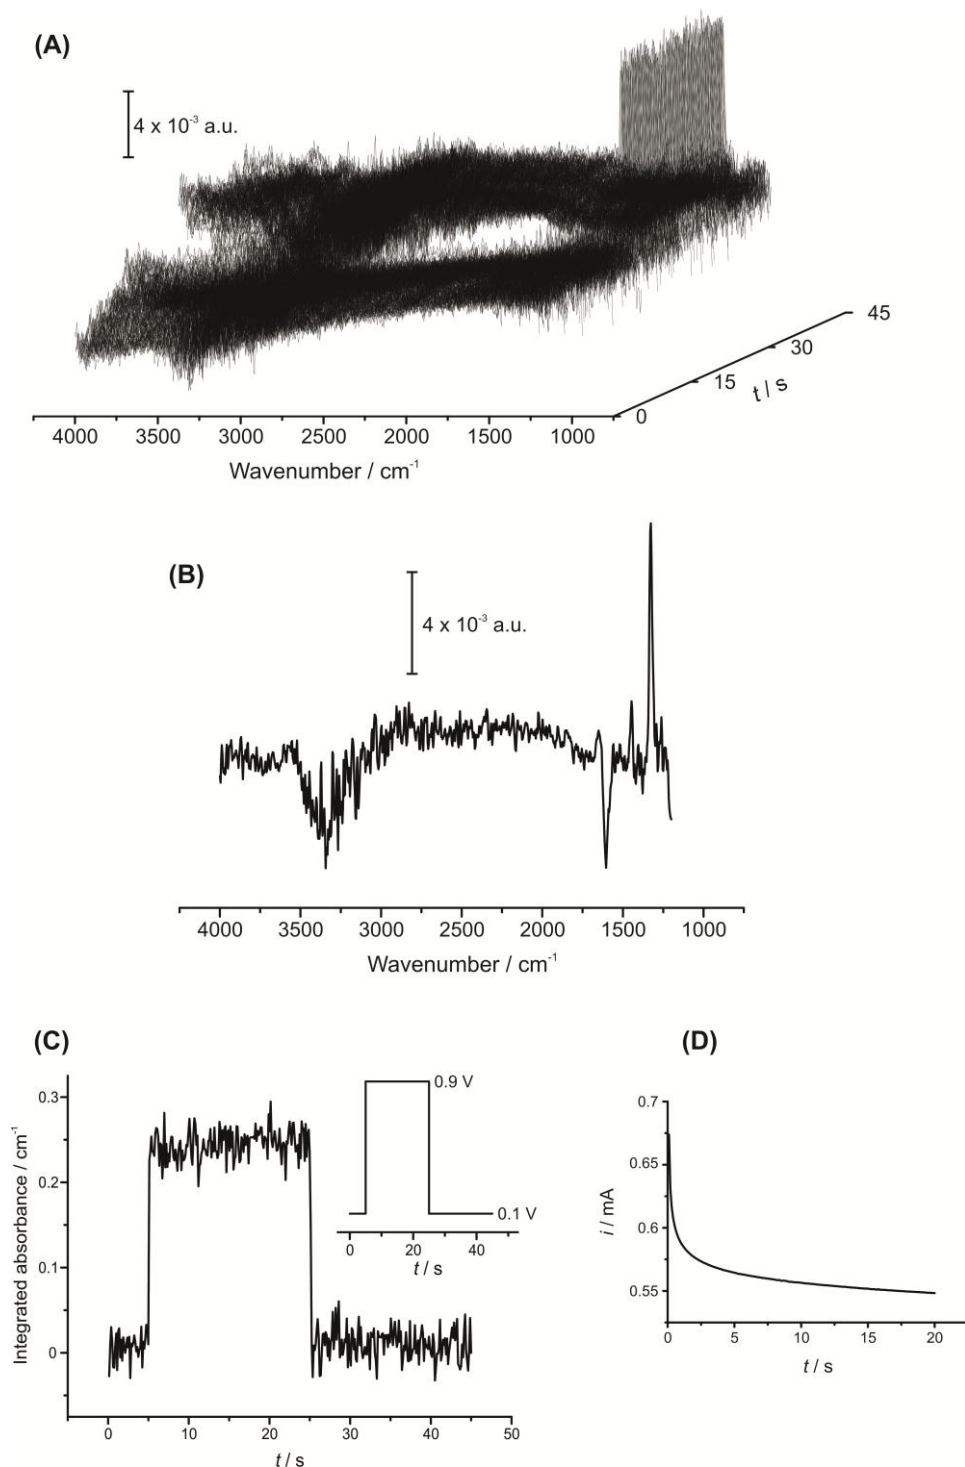 (A)
4 x 10⁻³ a.u.
45
30
15
t / s
0
4000 3500 3000 2500 2000 1500 1000
Wavenumber / cm⁻¹
(B)
4 x 10⁻³ a.u.
4000 3500 3000 2500 2000 1500 1000
Wavenumber / cm⁻¹
(C)
Integrated absorbance / cm⁻¹
0.3
0.2
0.1
0
0 10 20 30 40 50
t / s
0.9 V
0.1 V
0 20 40
t / s
(D)
i / mA
0.7
0.65
0.6
0.55
0 5 10 15 20
t / s